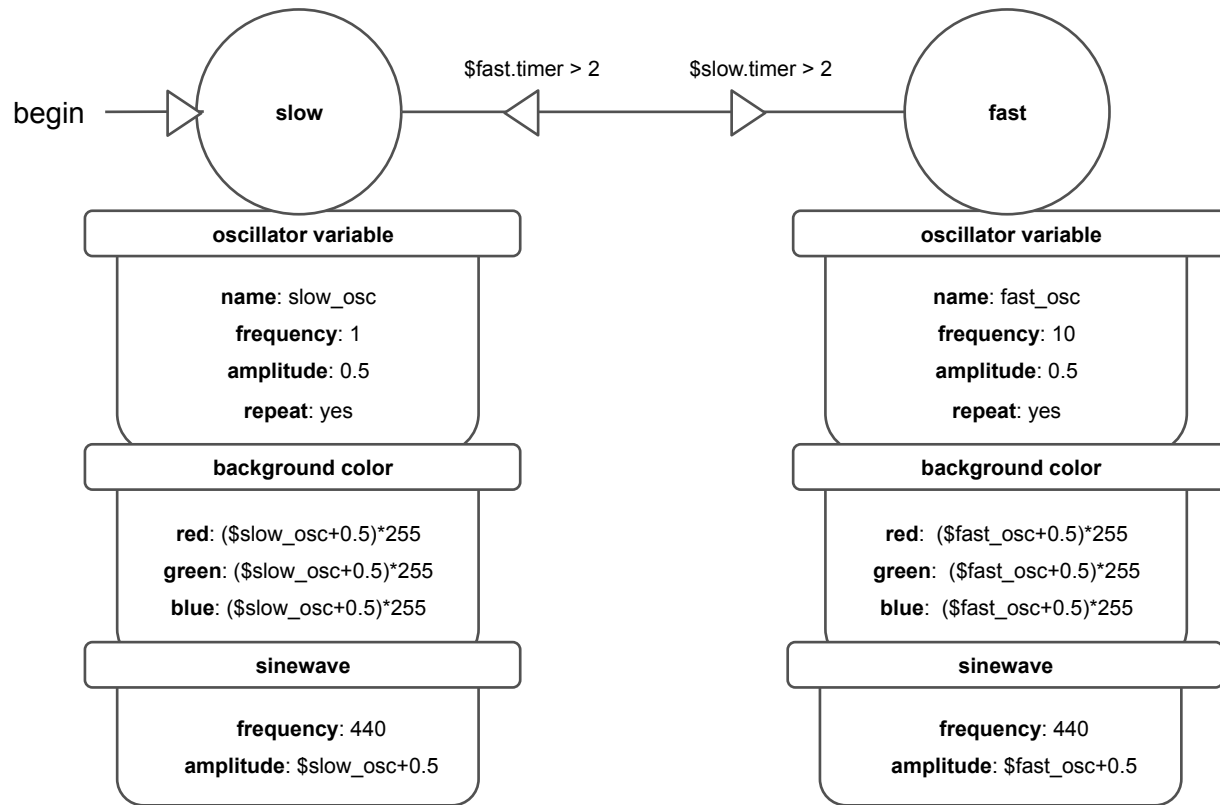 $fast.timer > 2
$slow.timer > 2
begin
slow
fast
oscillator variable
name: slow_osc
frequency: 1
amplitude: 0.5
repeat: yes
background color
red: ($slow_osc+0.5)*255
green: ($slow_osc+0.5)*255
blue: ($slow_osc+0.5)*255
sinewave
frequency: 440
amplitude: $slow_osc+0.5
oscillator variable
name: fast_osc
frequency: 10
amplitude: 0.5
repeat: yes
background color
red: ($fast_osc+0.5)*255
green: ($fast_osc+0.5)*255
blue: ($fast_osc+0.5)*255
sinewave
frequency: 440
amplitude: $fast_osc+0.5